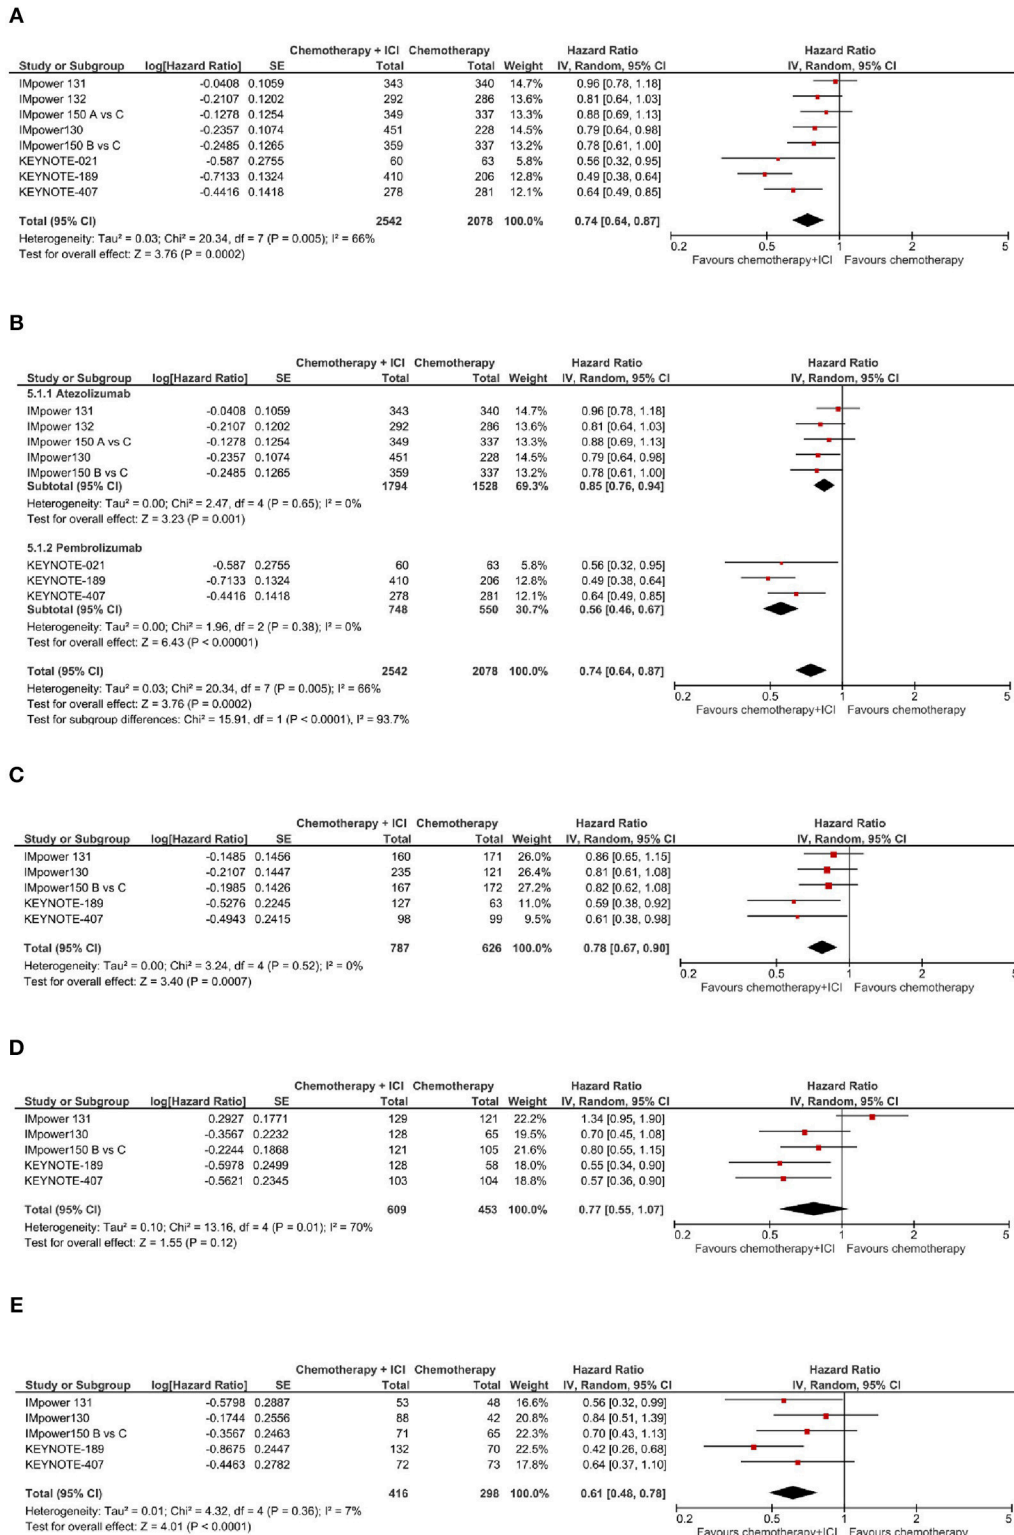 A
Chemotherapy + ICI Chemotherapy Hazard Ratio Hazard Ratio
Study or Subgroup log[Hazard Ratio] SE Total Total Weight IV, Random, 95% CI IV, Random, 95% CI
IMpower 131 -0.0408 0.1059 343 340 14.7% 0.96 [0.78, 1.18]
IMpower 132 -0.2107 0.1202 292 286 13.6% 0.81 [0.64, 1.03]
IMpower 150 A vs C -0.1278 0.1254 349 337 13.3% 0.88 [0.69, 1.13]
IMpower130 -0.2357 0.1074 451 228 14.5% 0.79 [0.64, 0.98]
IMpower150 B vs C -0.2485 0.1265 359 337 13.2% 0.78 [0.61, 1.00]
KEYNOTE-021 -0.587 0.2755 60 63 5.8% 0.56 [0.32, 0.95]
KEYNOTE-189 -0.7133 0.1324 410 206 12.8% 0.49 [0.38, 0.64]
KEYNOTE-407 -0.4416 0.1418 278 281 12.1% 0.64 [0.49, 0.85]
Total (95% CI) 2542 2078 100.0% 0.74 [0.64, 0.87]
Heterogeneity: Tau² = 0.03; Chi² = 20.34, df = 7 (P = 0.005); I² = 66%
Test for overall effect: Z = 3.76 (P = 0.0002)
0.2 0.5 1 2 5
Favours chemotherapy+ICI Favours chemotherapy
B
Chemotherapy + ICI Chemotherapy Hazard Ratio Hazard Ratio
Study or Subgroup log[Hazard Ratio] SE Total Total Weight IV, Random, 95% CI IV, Random, 95% CI
5.1.1 Atezolizumab
IMpower 131 -0.0408 0.1059 343 340 14.7% 0.96 [0.78, 1.18]
IMpower 132 -0.2107 0.1202 292 286 13.6% 0.81 [0.64, 1.03]
IMpower 150 A vs C -0.1278 0.1254 349 337 13.3% 0.88 [0.69, 1.13]
IMpower130 -0.2357 0.1074 451 228 14.5% 0.79 [0.64, 0.98]
IMpower150 B vs C -0.2485 0.1265 359 337 13.2% 0.78 [0.61, 1.00]
Subtotal (95% CI) 1794 1528 69.3% 0.85 [0.76, 0.94]
Heterogeneity: Tau² = 0.00; Chi² = 2.47, df = 4 (P = 0.65); I² = 0%
Test for overall effect: Z = 3.23 (P = 0.001)
5.1.2 Pembrolizumab
KEYNOTE-021 -0.587 0.2755 60 63 5.8% 0.56 [0.32, 0.95]
KEYNOTE-189 -0.7133 0.1324 410 206 12.8% 0.49 [0.38, 0.64]
KEYNOTE-407 -0.4416 0.1418 278 281 12.1% 0.64 [0.49, 0.85]
Subtotal (95% CI) 748 550 30.7% 0.56 [0.46, 0.67]
Heterogeneity: Tau² = 0.00; Chi² = 1.96, df = 2 (P = 0.38); I² = 0%
Test for overall effect: Z = 6.43 (P < 0.00001)
Total (95% CI) 2542 2078 100.0% 0.74 [0.64, 0.87]
Heterogeneity: Tau² = 0.03; Chi² = 20.34, df = 7 (P = 0.005); I² = 66%
Test for overall effect: Z = 3.76 (P = 0.0002)
Test for subgroup differences: Chi² = 15.91, df = 1 (P < 0.0001), I² = 93.7%
0.2 0.5 1 2 5
Favours chemotherapy+ICI Favours chemotherapy
C
Chemotherapy + ICI Chemotherapy Hazard Ratio Hazard Ratio
Study or Subgroup log[Hazard Ratio] SE Total Total Weight IV, Random, 95% CI IV, Random, 95% CI
IMpower 131 -0.1485 0.1456 160 171 26.0% 0.86 [0.65, 1.15]
IMpower130 -0.2107 0.1447 235 121 26.4% 0.81 [0.61, 1.08]
IMpower150 B vs C -0.1985 0.1426 167 172 27.2% 0.82 [0.62, 1.08]
KEYNOTE-189 -0.5276 0.2245 127 63 11.0% 0.59 [0.38, 0.92]
KEYNOTE-407 -0.4943 0.2415 98 99 9.5% 0.61 [0.38, 0.98]
Total (95% CI) 787 626 100.0% 0.78 [0.67, 0.90]
Heterogeneity: Tau² = 0.00; Chi² = 3.24, df = 4 (P = 0.52); I² = 0%
Test for overall effect: Z = 3.40 (P = 0.0007)
0.2 0.5 1 2 5
Favours chemotherapy+ICI Favours chemotherapy
D
Chemotherapy + ICI Chemotherapy Hazard Ratio Hazard Ratio
Study or Subgroup log[Hazard Ratio] SE Total Total Weight IV, Random, 95% CI IV, Random, 95% CI
IMpower 131 0.2927 0.1771 129 121 22.2% 1.34 [0.95, 1.90]
IMpower130 -0.3567 0.2232 128 65 19.5% 0.70 [0.45, 1.08]
IMpower150 B vs C -0.2244 0.1868 121 105 21.6% 0.80 [0.55, 1.15]
KEYNOTE-189 -0.5978 0.2499 128 58 18.0% 0.55 [0.34, 0.90]
KEYNOTE-407 -0.5621 0.2345 103 104 18.8% 0.57 [0.36, 0.90]
Total (95% CI) 609 453 100.0% 0.77 [0.55, 1.07]
Heterogeneity: Tau² = 0.10; Chi² = 13.16, df = 4 (P = 0.01); I² = 70%
Test for overall effect: Z = 1.55 (P = 0.12)
0.2 0.5 1 2 5
Favours chemotherapy+ICI Favours chemotherapy
E
Chemotherapy + ICI Chemotherapy Hazard Ratio Hazard Ratio
Study or Subgroup log[Hazard Ratio] SE Total Total Weight IV, Random, 95% CI IV, Random, 95% CI
IMpower 131 -0.5798 0.2887 53 48 16.6% 0.56 [0.32, 0.99]
IMpower130 -0.1744 0.2556 88 42 20.8% 0.84 [0.51, 1.39]
IMpower150 B vs C -0.3567 0.2463 71 65 22.3% 0.70 [0.43, 1.13]
KEYNOTE-189 -0.8675 0.2447 132 70 22.5% 0.42 [0.26, 0.68]
KEYNOTE-407 -0.4463 0.2782 72 73 17.8% 0.64 [0.37, 1.10]
Total (95% CI) 416 298 100.0% 0.61 [0.48, 0.78]
Heterogeneity: Tau² = 0.01; Chi² = 4.32, df = 4 (P = 0.36); I² = 7%
Test for overall effect: Z = 4.01 (P < 0.0001)
0.2 0.5 1 2 5
Favours chemotherapy+ICI Favours chemotherapy